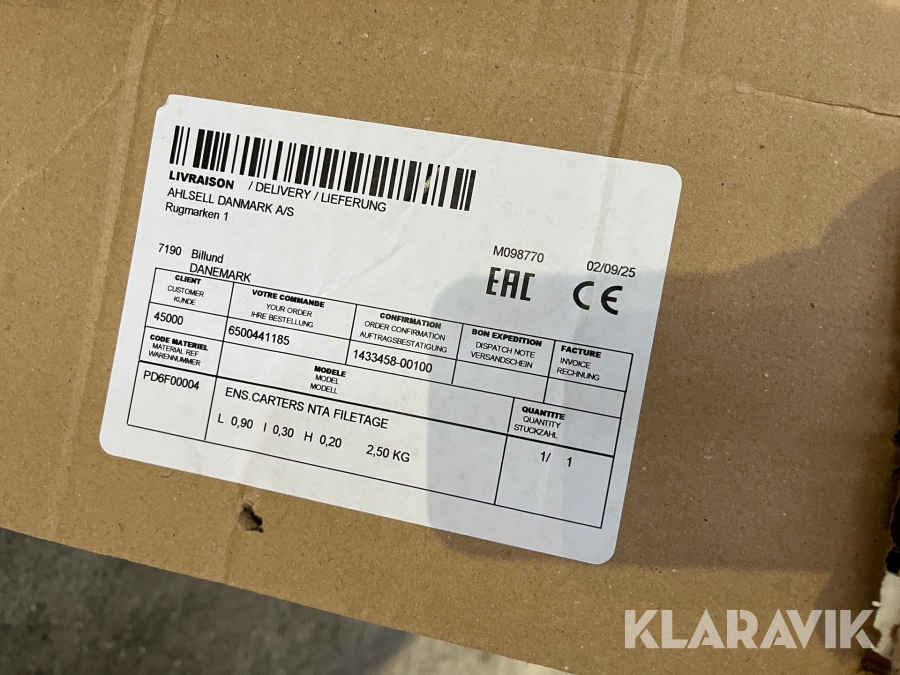 LIVRAISON / DELIVERY / LIEFERUNG
AHLSELL DANMARK A/S
Rugmarken 1
7190 Billund
DANEMARK
M098770 02/09/25
EAC CE
CLIENT
CUSTOMER
KUNDE
45000
VOTRE COMMANDE
YOUR ORDER
IHRE BESTELLUNG
6500441185
CONFIRMATION
ORDER CONFIRMATION
AUFTRAGSBESTATIGUNG
1433458-00100
BON EXPEDITION
DISPATCH NOTE
VERSANDSCHEIN
FACTURE
INVOICE
RECHNUNG
CODE MATERIEL
MATERIAL REF
WARENNUMMER
PD6F00004
MODELE
MODEL
MODELL
ENS.CARTERS NTA FILETAGE
L 0,90 I 0,30 H 0,20 2,50 KG
QUANTITE
QUANTITY
STUCKZAHL
1/ 1
KLARAVIK